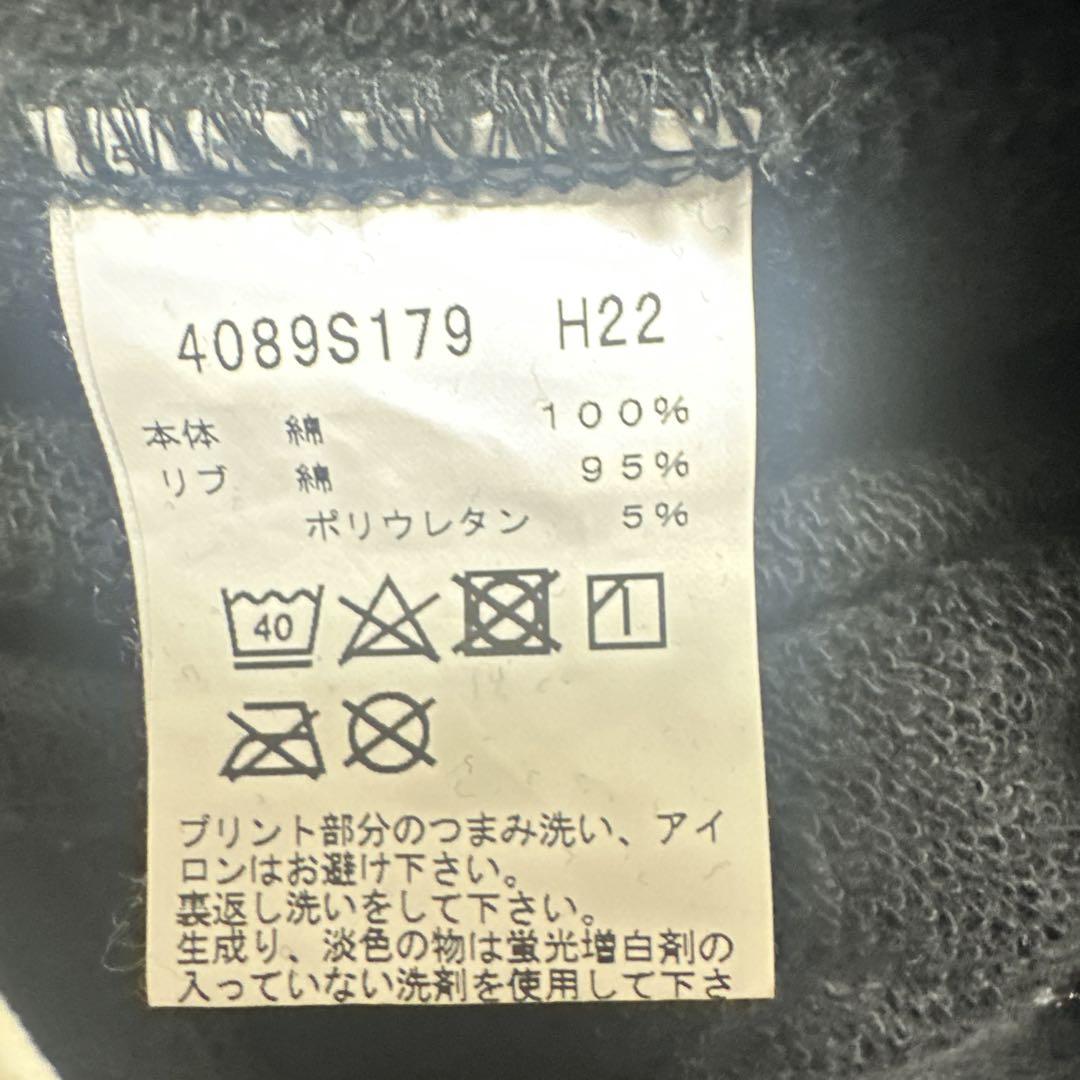 4089S179 H22
本体 綿 100%
リブ 綿 95%
ポリウレタン 5%
40
プリント部分のつまみ洗い、アイ
ロンはお避け下さい。
裏返し洗いをして下さい。
生成り、淡色の物は蛍光増白剤の
入っていない洗剤を使用して下さ